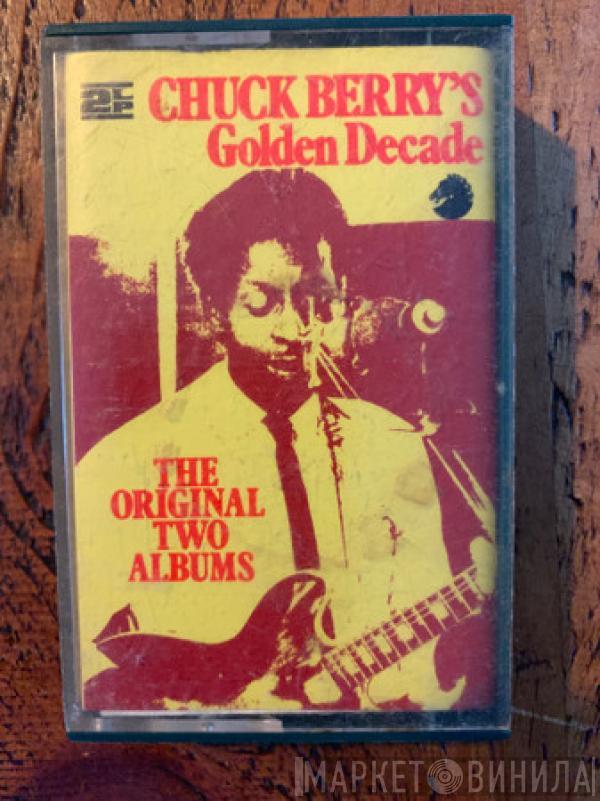 2LP
CHUCK BERRY'S
Golden Decade
THE
ORIGINAL
TWO
ALBUMS
МАРКЕТ ВИНИЛА